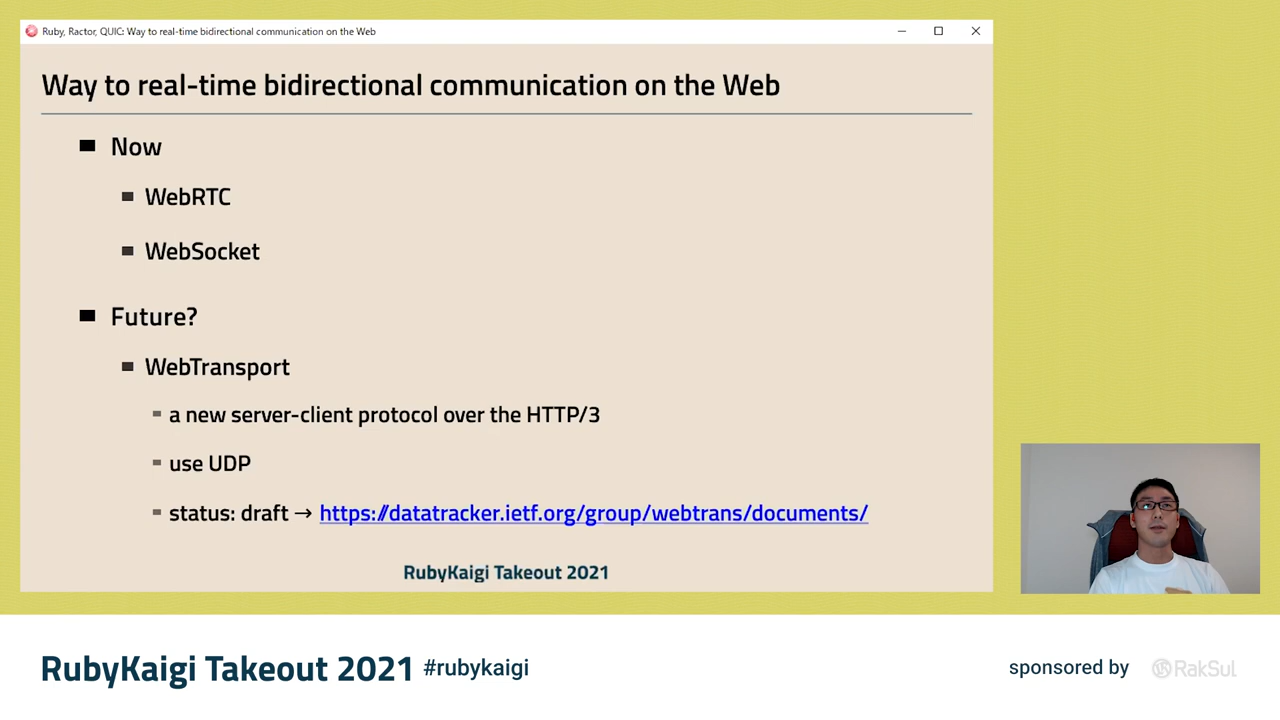 Ruby, Ractor, QUIC: Way to real-time bidirectional communication on the Web
Way to real-time bidirectional communication on the Web
Now
WebRTC
WebSocket
Future?
WebTransport
a new server-client protocol over the HTTP/3
use UDP
status: draft → https://datatracker.ietf.org/group/webtrans/documents/
RubyKaigi Takeout 2021
RubyKaigi Takeout 2021 #rubykaigi
sponsored by RakSul